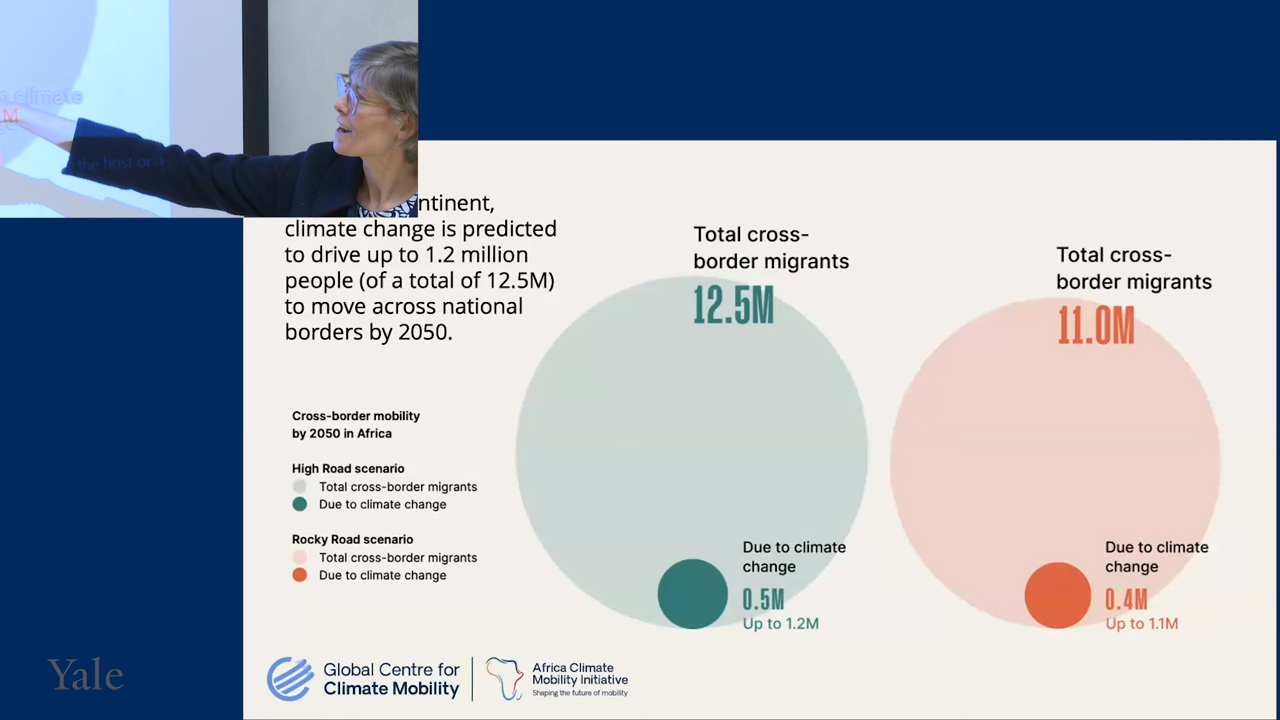 o climate
M
the host or a
ntinent,
climate change is predicted
to drive up to 1.2 million
people (of a total of 12.5M)
to move across national
borders by 2050.
Cross-border mobility
by 2050 in Africa
High Road scenario
Total cross-border migrants
Due to climate change
Rocky Road scenario
Total cross-border migrants
Due to climate change
Total cross-
border migrants
12.5M
Due to climate
change
0.5M
Up to 1.2M
Total cross-
border migrants
11.0M
Due to climate
change
0.4M
Up to 1.1M
Global Centre for
Climate Mobility
Africa Climate
Mobility Initiative
Shaping the future of mobility
Yale